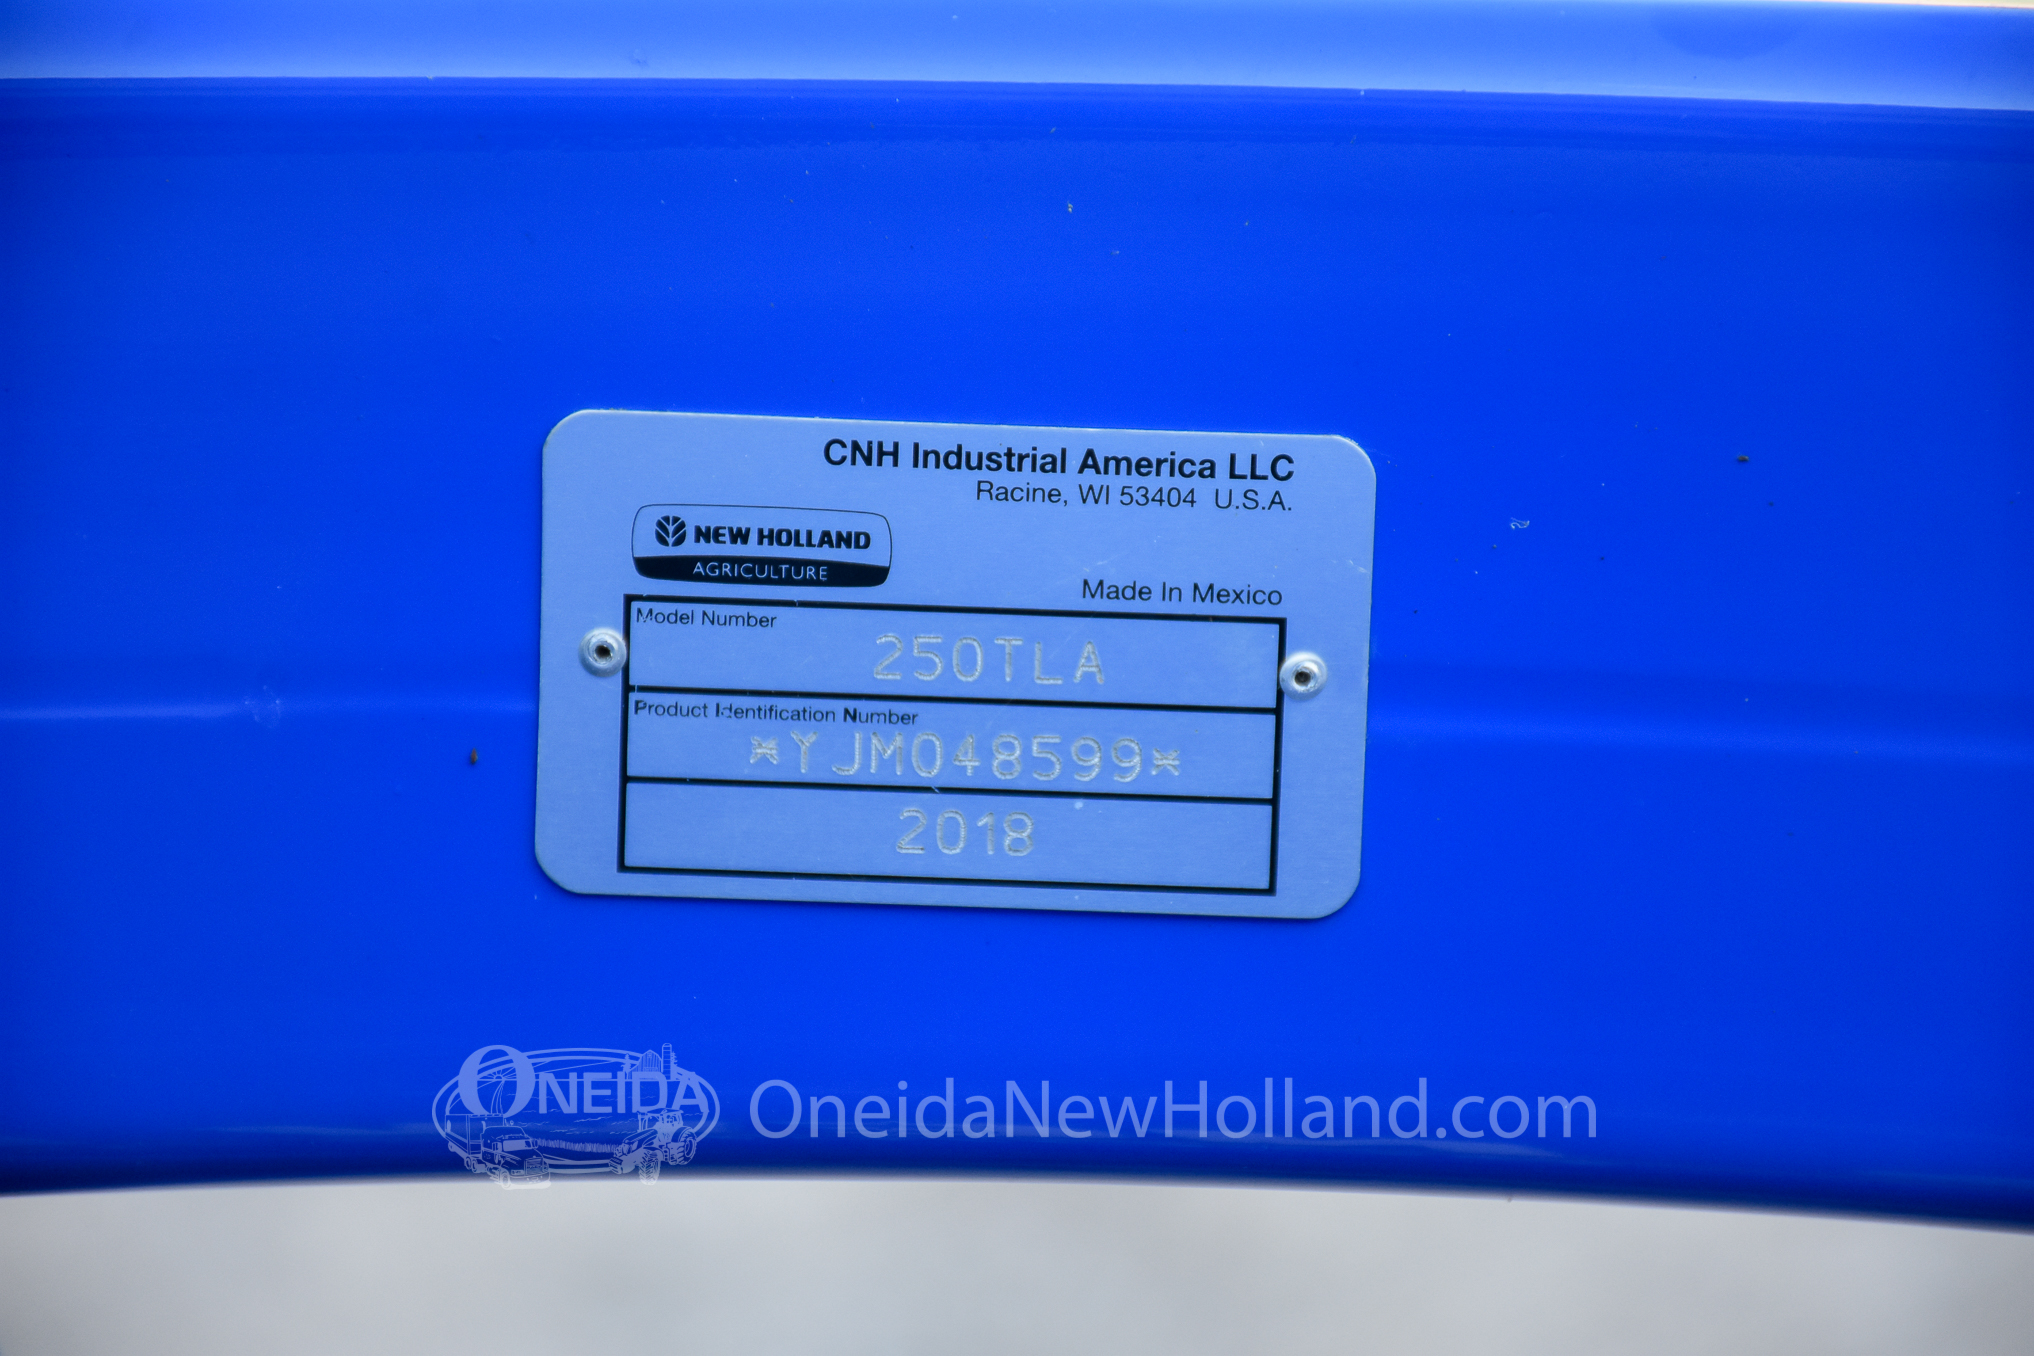 CNH Industrial America LLC
Racine, WI 53404 U.S.A.
NEW HOLLAND
AGRICULTURE
Made In Mexico
Model Number
250TLA
Product Identification Number
*YJM048599*
2018
ONEIDA
OneidaNewHolland.com